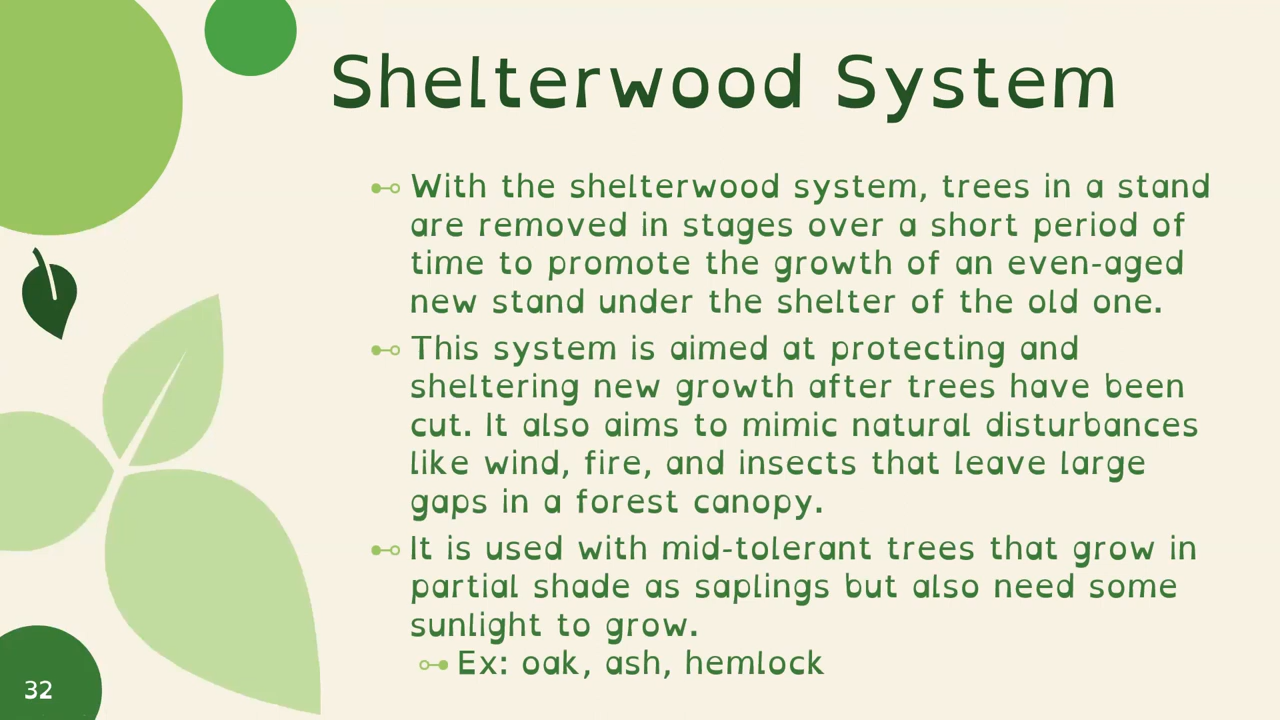 Shelterwood System
With the shelterwood system, trees in a stand
are removed in stages over a short period of
time to promote the growth of an even-aged
new stand under the shelter of the old one.
This system is aimed at protecting and
sheltering new growth after trees have been
cut. It also aims to mimic natural disturbances
like wind, fire, and insects that leave large
gaps in a forest canopy.
It is used with mid-tolerant trees that grow in
partial shade as saplings but also need some
sunlight to grow.
Ex: oak, ash, hemlock
32